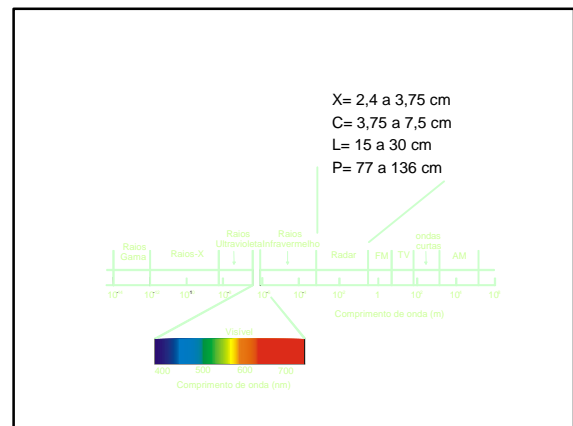 X= 2,4 a 3,75 cm
C= 3,75 a 7,5 cm
L= 15 a 30 cm
P= 77 a 136 cm
Raios Gama
Raios-X
Raios Ultravioleta
Raios Infravermelho
Radar
FM
TV
ondas curtas
AM
1
Comprimento de onda (m)
Visível
400 500 600 700
Comprimento de onda (nm)